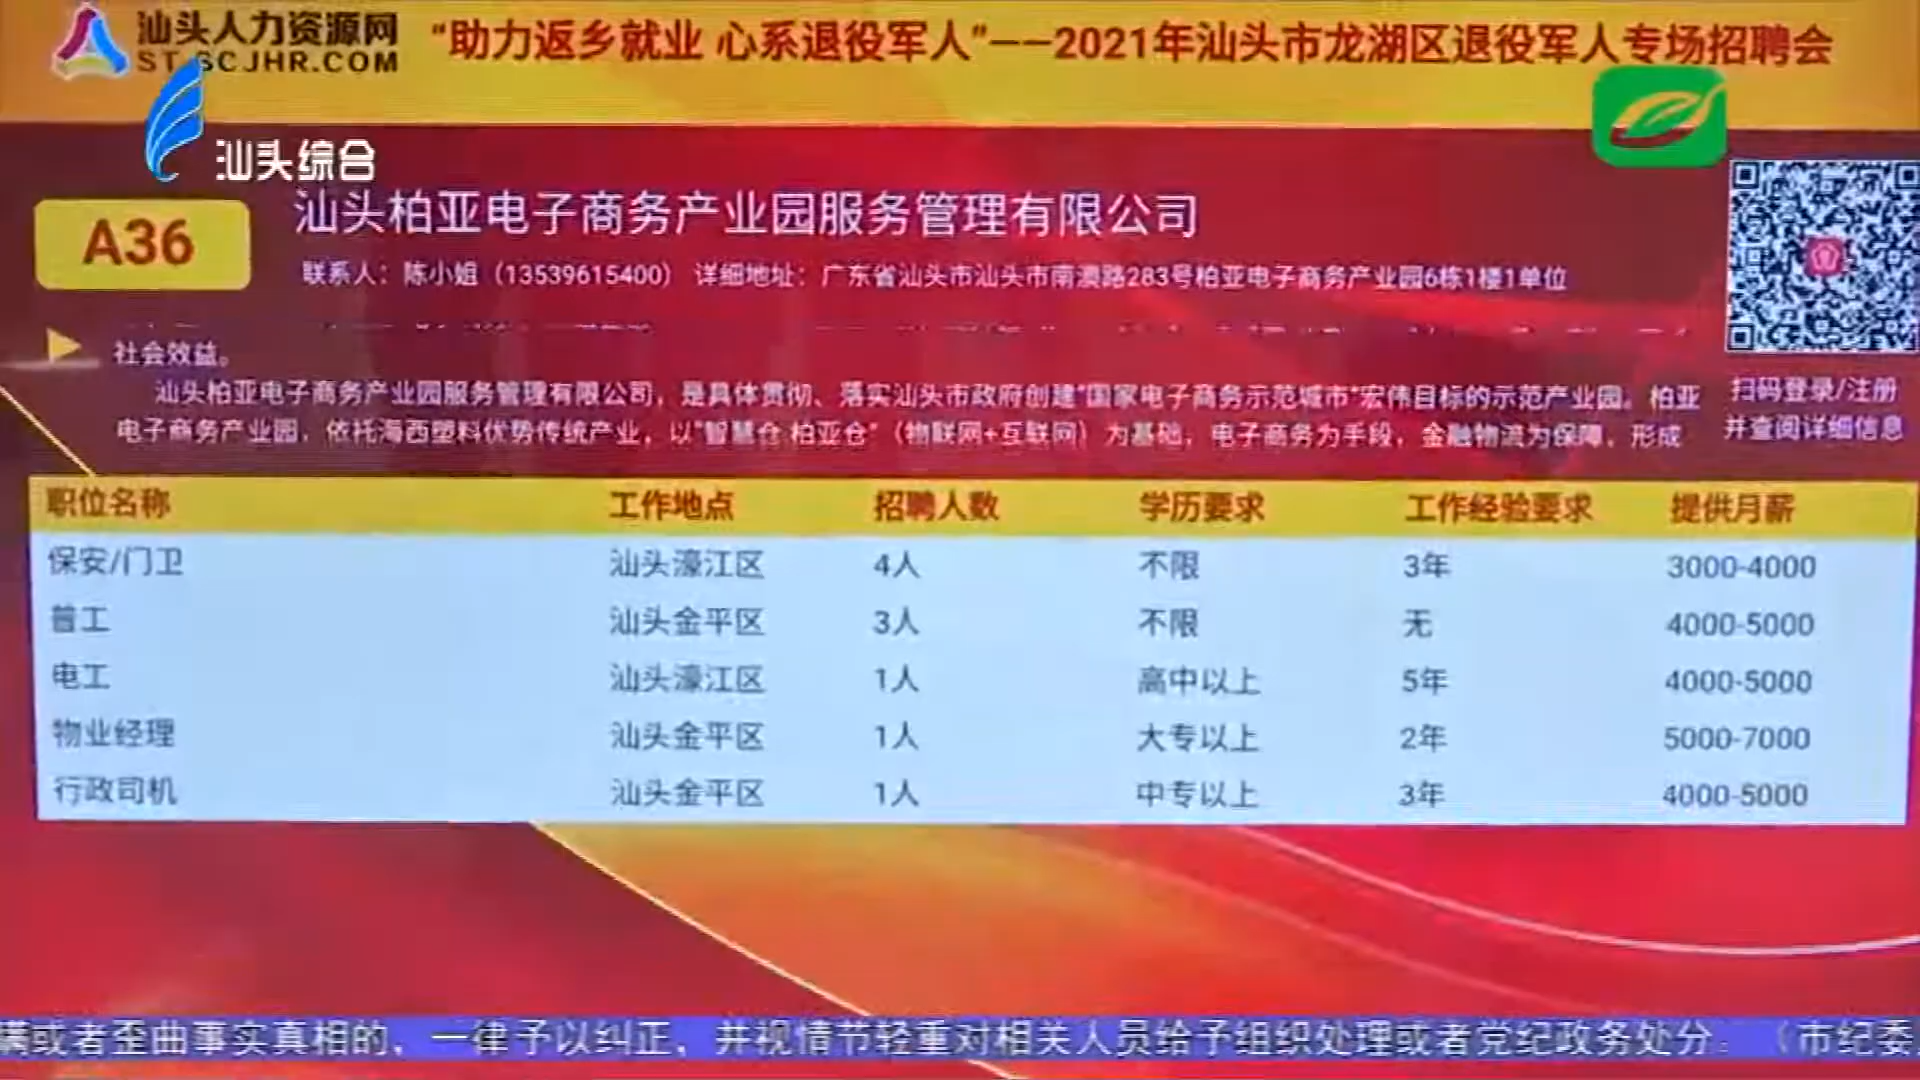 汕头人力资源网
ST.GCJHR.COM
“助力返乡就业 心系退役军人”——2021年汕头市龙湖区退役军人专场招聘会
汕头综合
A36
汕头柏亚电子商务产业园服务管理有限公司
联系人：陈小姐（13539615400） 详细地址：广东省汕头市汕头市南澳路283号柏亚电子商务产业园6栋1楼1单位
社会效益。
汕头柏亚电子商务产业园服务管理有限公司，是具体贯彻、落实汕头市政府创建"国家电子商务示范城市"宏伟目标的示范产业园。柏亚
电子商务产业园，依托海西塑料优势传统产业，以"智慧仓 柏亚仓"（物联网+互联网）为基础，电子商务为手段，金融物流为保障，形成
扫码登录/注册
并查阅详细信息
职位名称 工作地点 招聘人数 学历要求 工作经验要求 提供月薪
保安/门卫 汕头濠江区 4人 不限 3年 3000-4000
普工 汕头金平区 3人 不限 无 4000-5000
电工 汕头濠江区 1人 高中以上 5年 4000-5000
物业经理 汕头金平区 1人 大专以上 2年 5000-7000
行政司机 汕头金平区 1人 中专以上 3年 4000-5000
瞒或者歪曲事实真相的，一律予以纠正，并视情节轻重对相关人员给予组织处理或者党纪政务处分；（市纪委